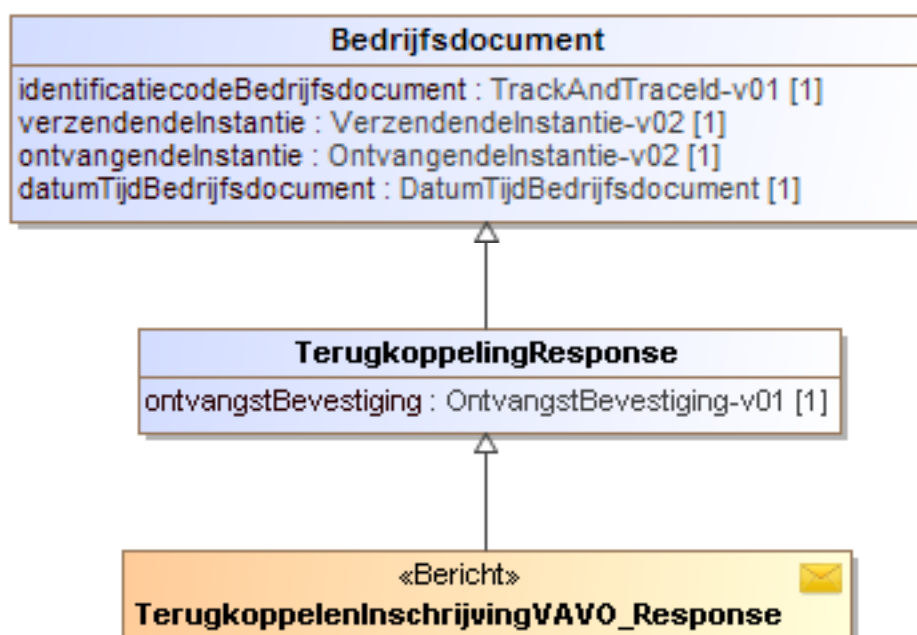 Bedrijfsdocument
identificatiecodeBedrijfsdocument : TrackAndTraceId-v01 [1]
verzendendeInstantie : VerzendendeInstantie-v02 [1]
ontvangendeInstantie : OntvangendeInstantie-v02 [1]
datumTijdBedrijfsdocument : DatumTijdBedrijfsdocument [1]
TerugkoppelingResponse
ontvangstBevestiging : OntvangstBevestiging-v01 [1]
«Bericht»
TerugkoppelenInschrijvingVAVO_Response